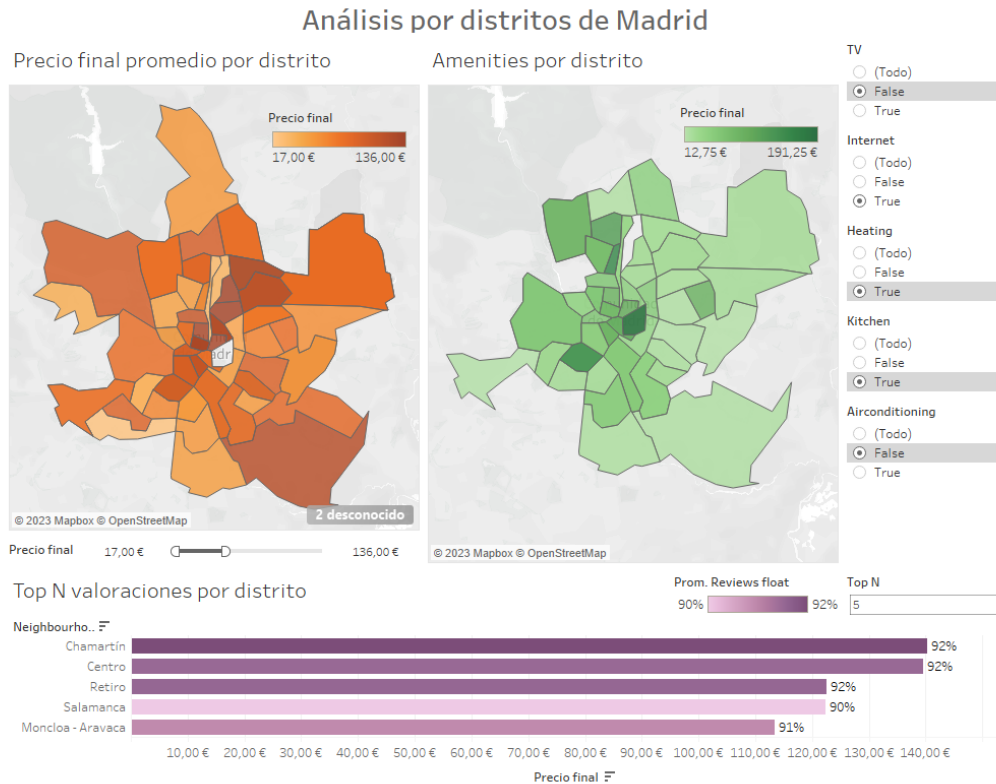 Análisis por distritos de Madrid
Precio final promedio por distrito
Precio final
17,00 € 136,00 €
© 2023 Mapbox © OpenStreetMap
2 desconocido
Precio final 17,00 € 136,00 €
Amenities por distrito
Precio final
12,75 € 191,25 €
© 2023 Mapbox © OpenStreetMap
TV
(Todo)
False
True
Internet
(Todo)
False
True
Heating
(Todo)
False
True
Kitchen
(Todo)
False
True
Airconditioning
(Todo)
False
True
Top N valoraciones por distrito
Prom. Reviews float
90% 92%
Top N
5
Neighbourho..
Chamartín 92%
Centro 92%
Retiro 92%
Salamanca 90%
Moncloa - Aravaca 91%
10,00 € 20,00 € 30,00 € 40,00 € 50,00 € 60,00 € 70,00 € 80,00 € 90,00 € 100,00 € 110,00 € 120,00 € 130,00 € 140,00 €
Precio final